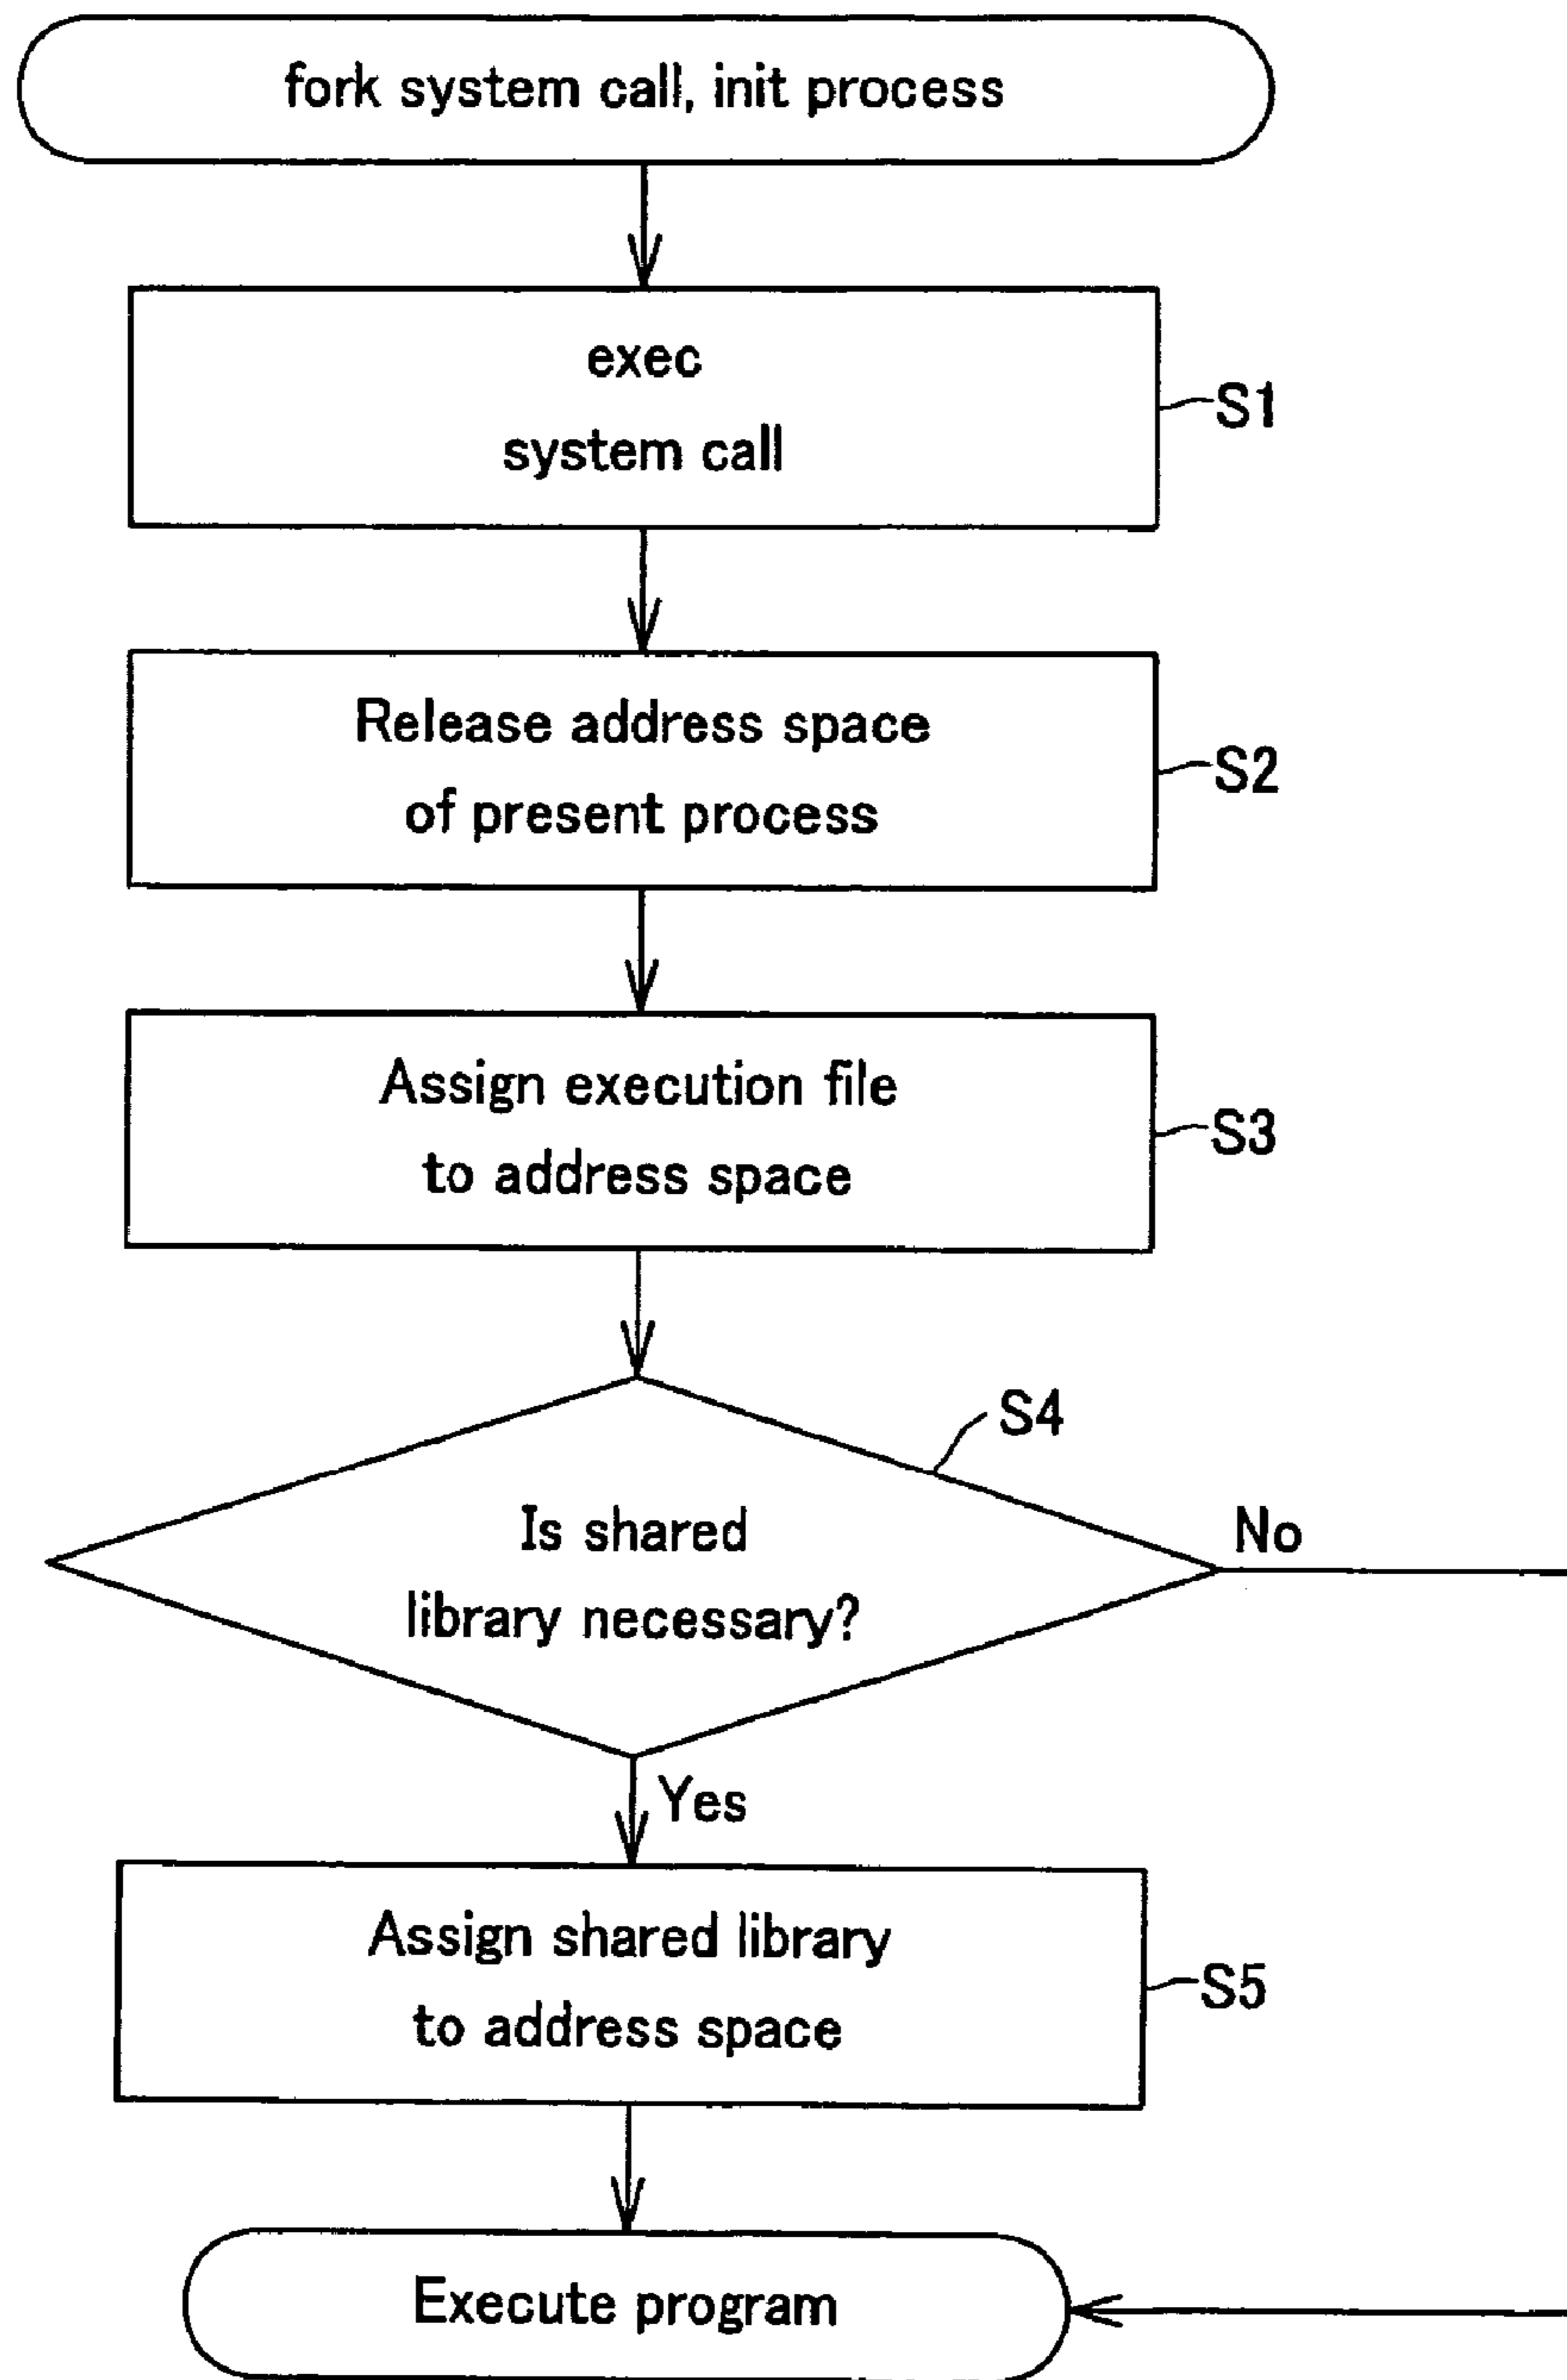 fork system call, init process
exec
system call
S1
Release address space
of present process
S2
Assign execution file
to address space
S3
S4
Is shared
library necessary?
No
Yes
Assign shared library
to address space
S5
Execute program